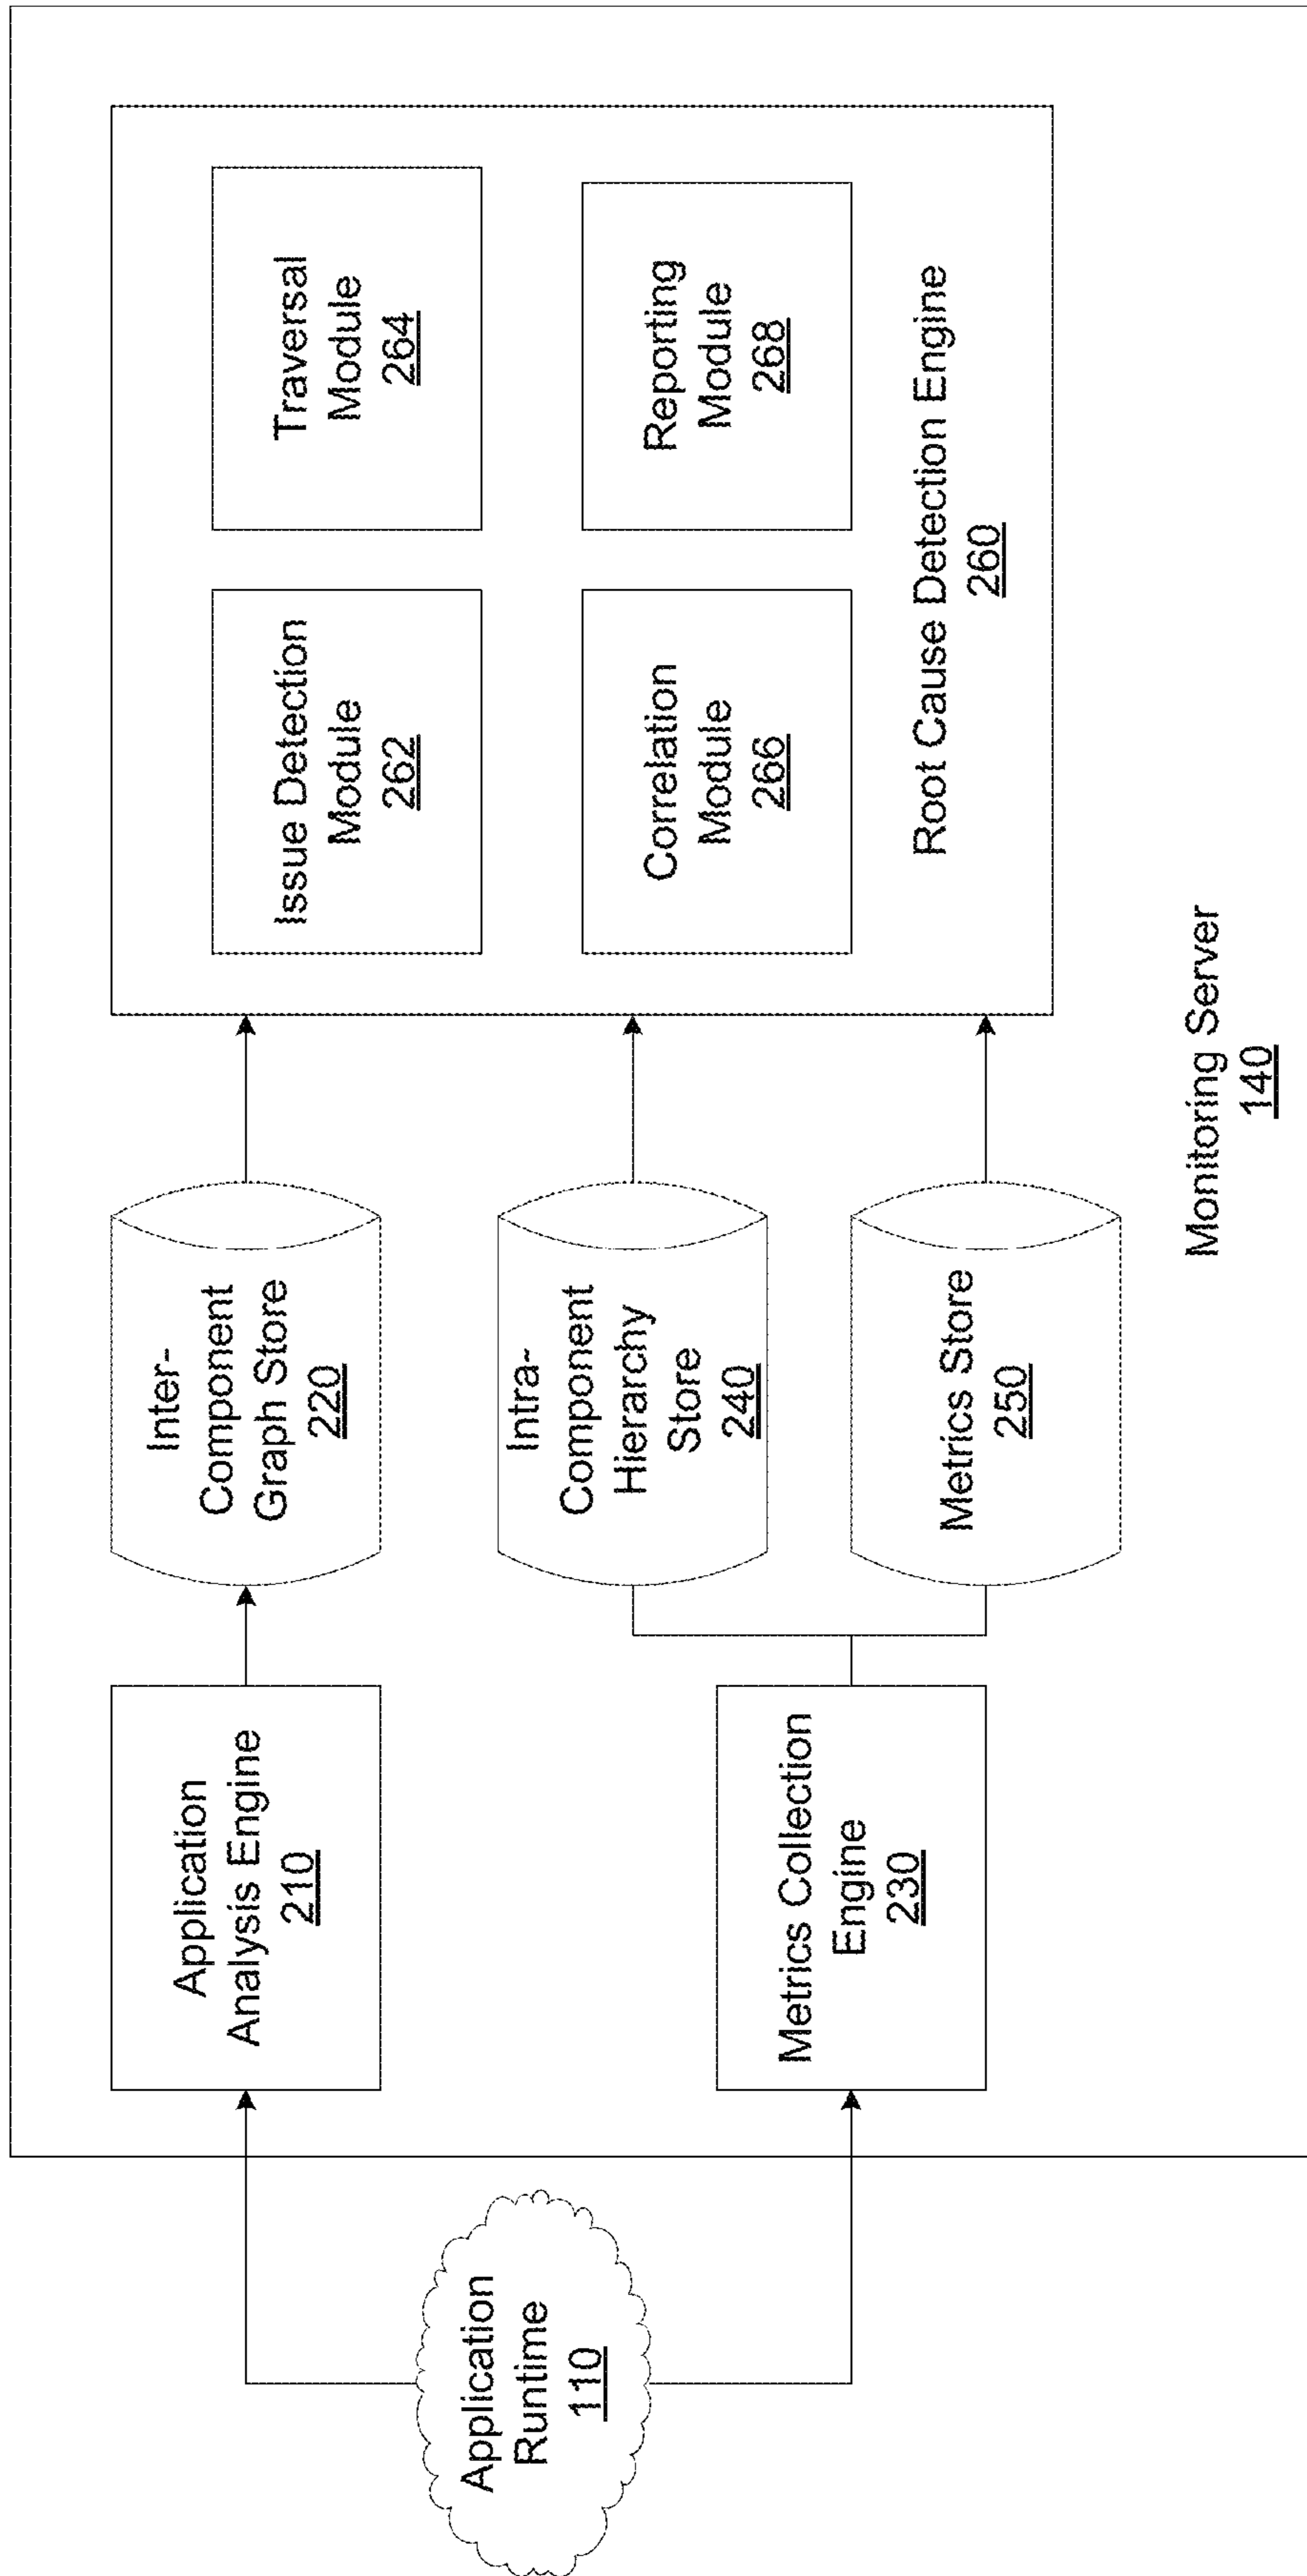 Application
Runtime
110
Application
Analysis Engine
210
Metrics Collection
Engine
230
Inter-
Component
Graph Store
220
Intra-
Component
Hierarchy
Store
240
Metrics Store
250
Issue Detection
Module
262
Traversal
Module
264
Correlation
Module
266
Reporting
Module
268
Root Cause Detection Engine
260
Monitoring Server
140